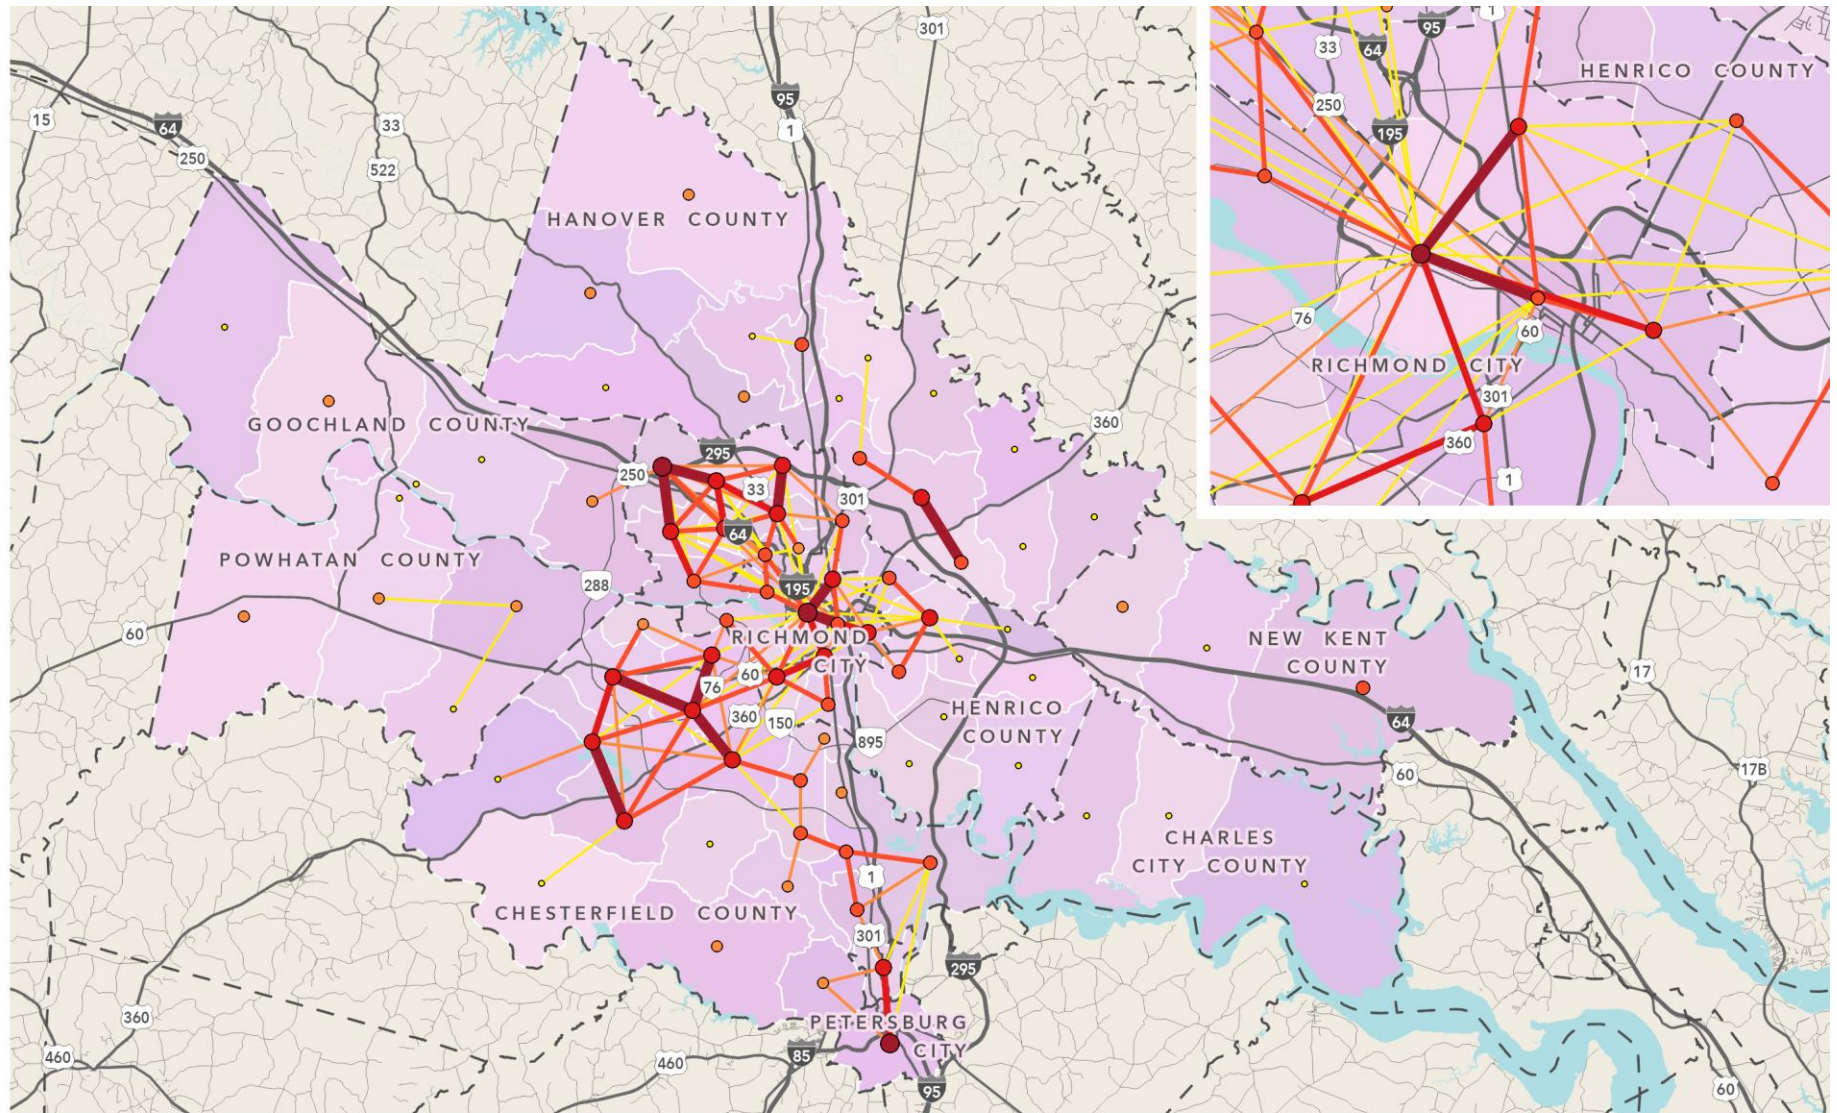 301
95
1
15
64
33
250
522
HANOVER COUNTY
GOOCHLAND COUNTY
360
295
250
33
301
64
POWHATAN COUNTY
288
195
60
RICHMOND
CITY
NEW KENT
COUNTY
17
60
76
360
150
HENRICO
COUNTY
895
64
60
17B
CHARLES
CITY COUNTY
1
CHESTERFIELD COUNTY
301
295
360
PETERSBURG
CITY
460
85
460
95
60
1
95
33
64
HENRICO COUNTY
250
195
76
60
RICHMOND CITY
301
360
1